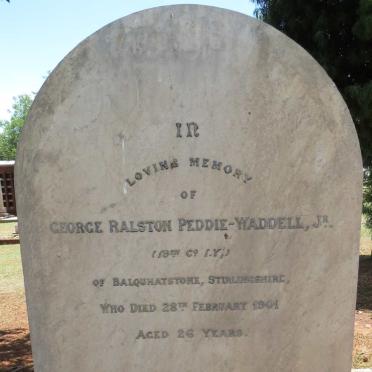 IN
LOVING MEMORY
OF
GEORGE RALSTON PEDDIE-WADDELL, JR.
(19TH CO I.Y.)
OF BALQUHATSTONE, STIRLINGSHIRE,
WHO DIED 28TH FEBRUARY 1901
AGED 26 YEARS.